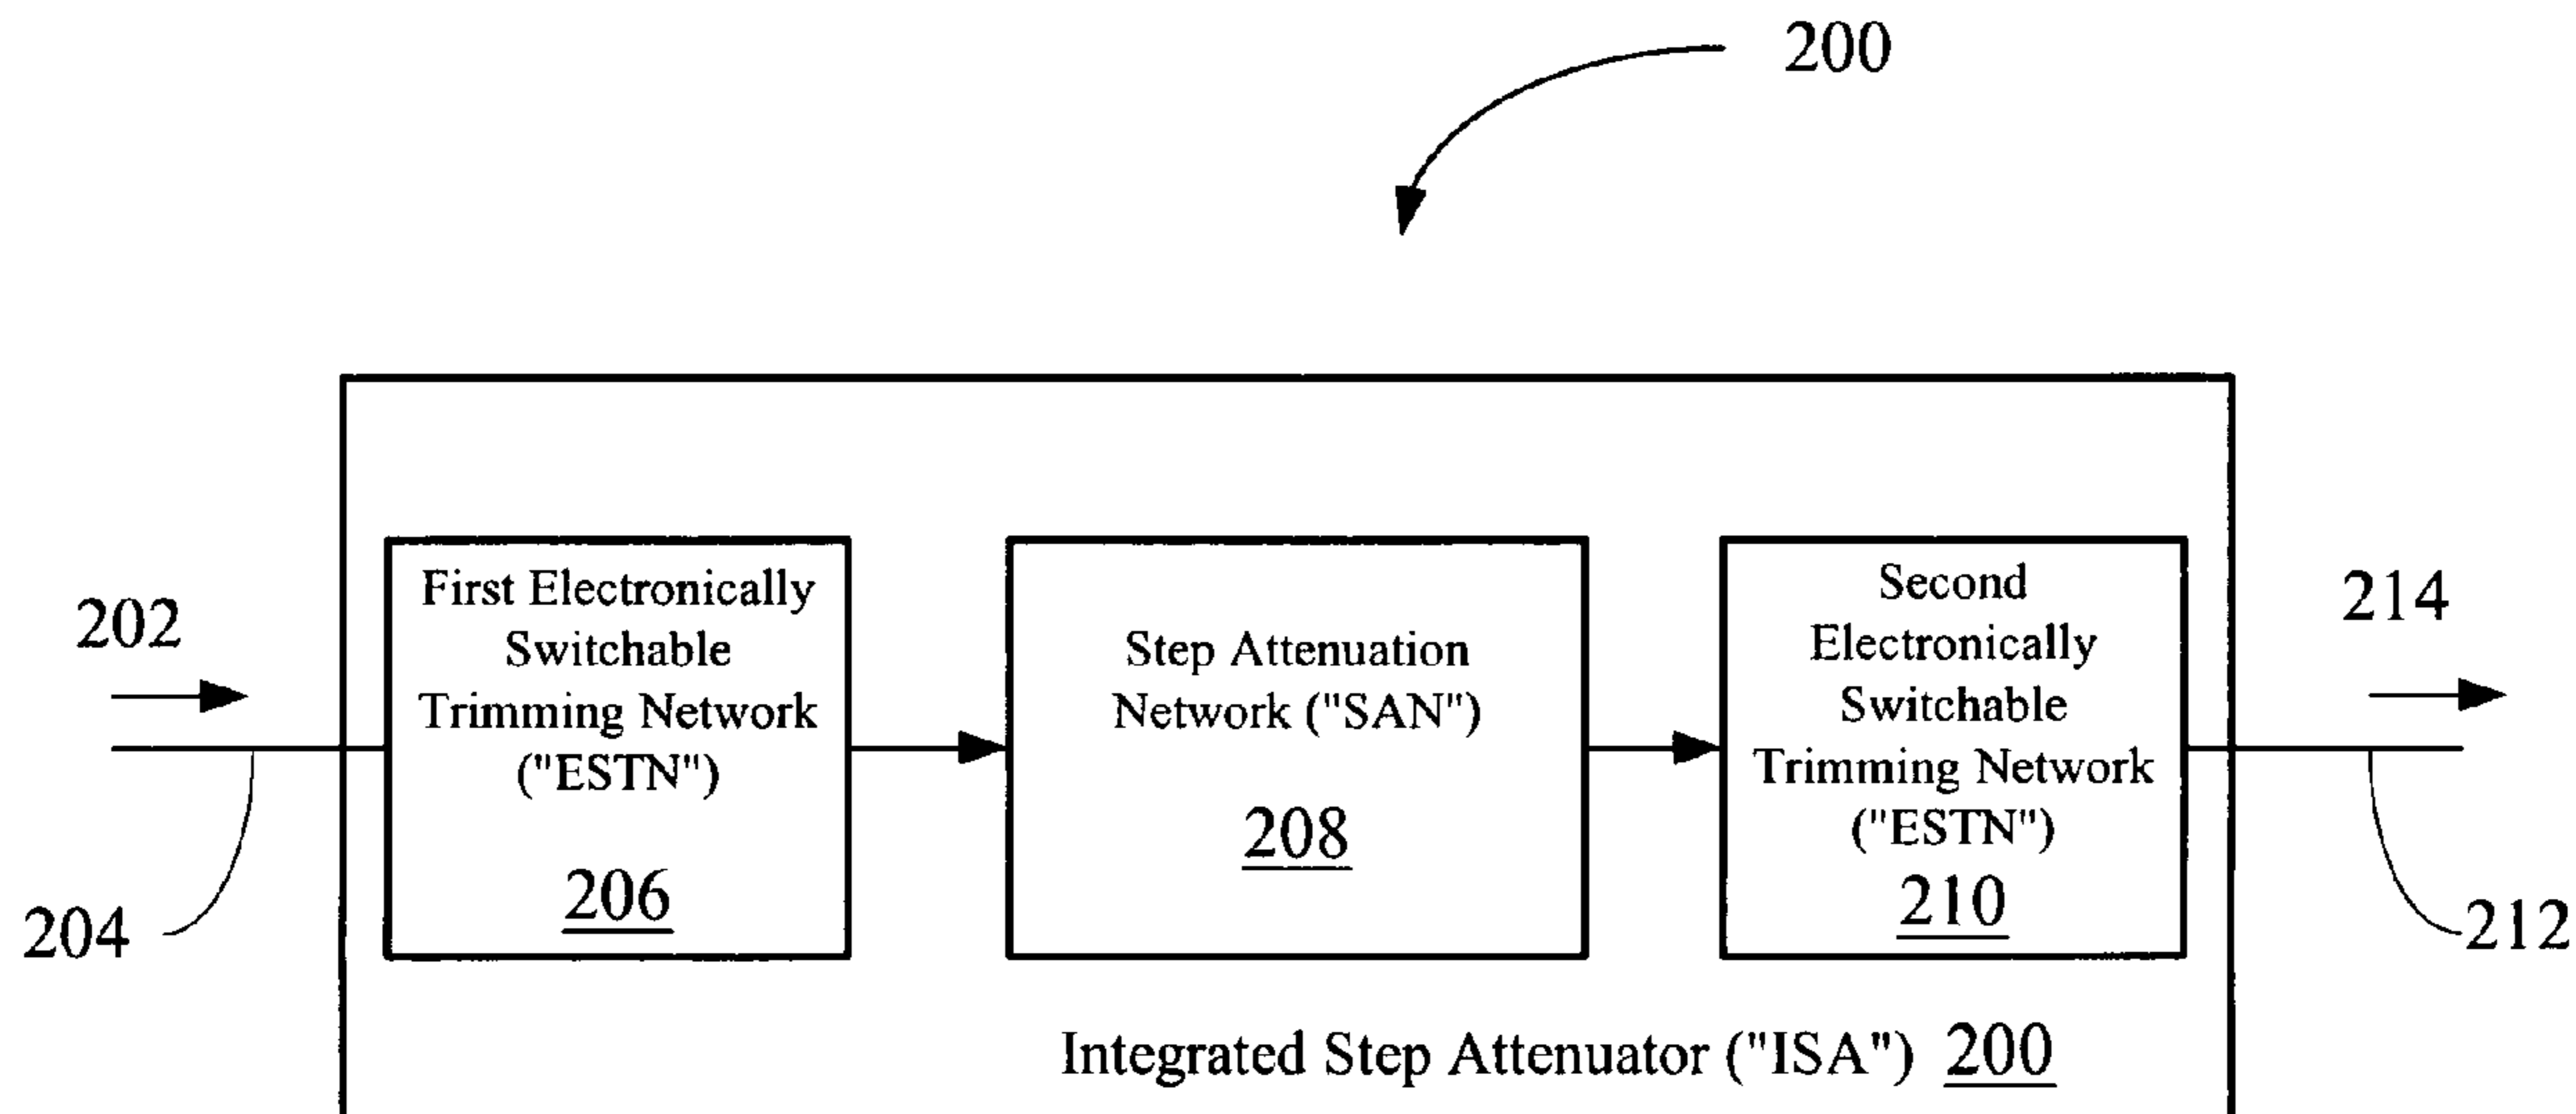 200
202
204
First Electronically
Switchable
Trimming Network
("ESTN")
206
Step Attenuation
Network ("SAN")
208
Second
Electronically
Switchable
Trimming Network
("ESTN")
210
214
212
Integrated Step Attenuator ("ISA") 200